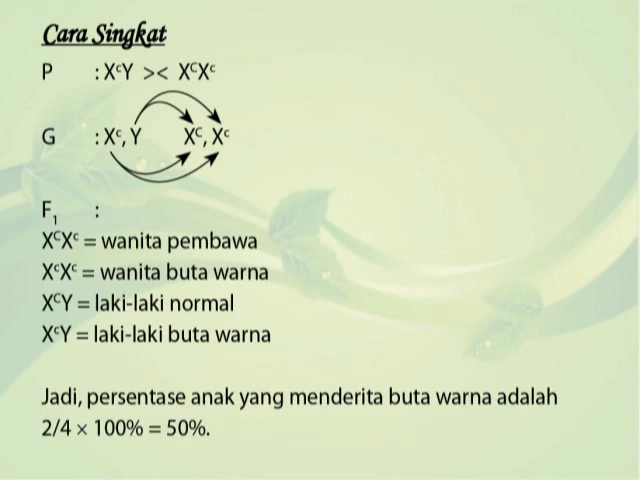 Cara Singkat
P : XᶜY >< XꟲXᶜ
G : Xᶜ, Y Xꟲ, Xᶜ
F₁ :
XꟲXᶜ = wanita pembawa
XᶜXᶜ = wanita buta warna
XꟲY = laki-laki normal
XᶜY = laki-laki buta warna
Jadi, persentase anak yang menderita buta warna adalah
2/4 × 100% = 50%.